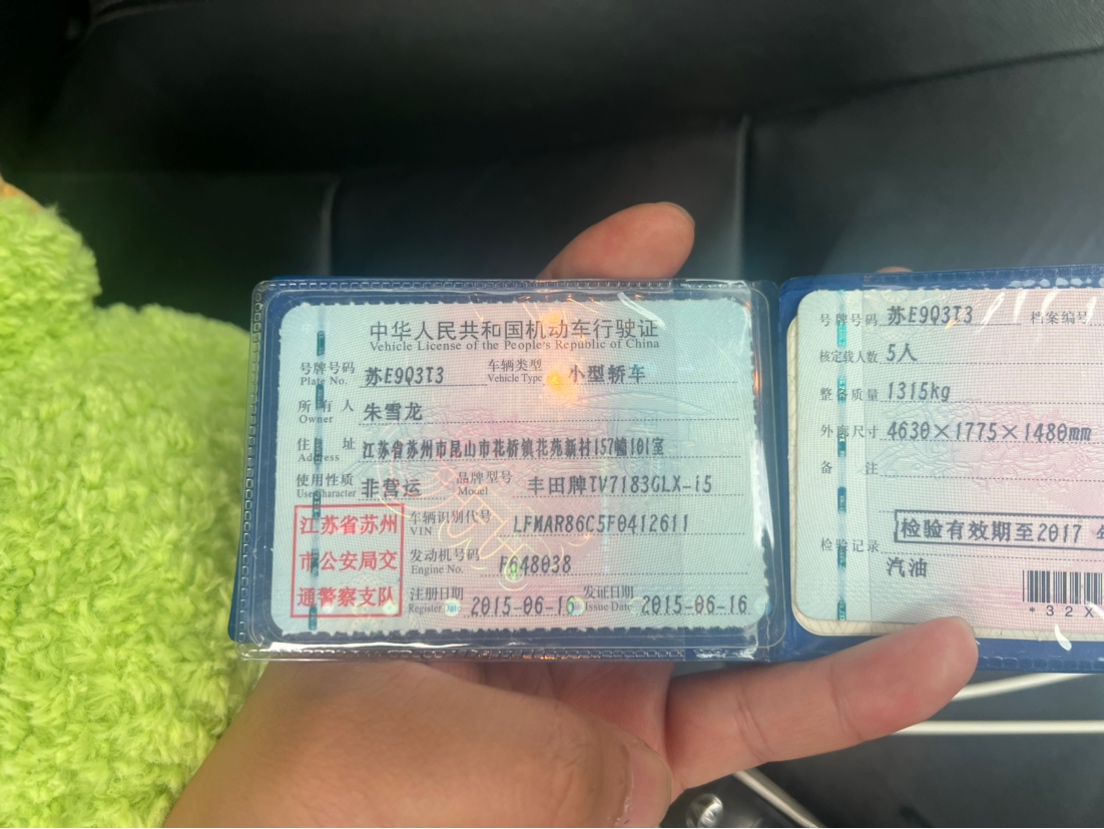 中华人民共和国机动车行驶证
Vehicle License of the People's Republic of China
号牌号码 苏E9Q3T3 车辆类型 小型轿车
Plate No. Vehicle Type
所有人 朱雪龙
Owner
住址 江苏省苏州市昆山市花桥镇花苑新村157幢101室
Address
使用性质 非营运 品牌型号 丰田牌TV7183GLX-i5
Use Character Model
江苏省苏州
市公安局交
通警察支队
车辆识别代号 LFMAR86C5F0412611
VIN
发动机号码 F648038
Engine No.
注册日期 2015-06-16 发证日期 2015-06-16
Register Date Issue Date
号牌号码 苏E9Q3T3 档案编号
核定载人数 5人
整备质量 1315kg
外廓尺寸 4630×1775×1480mm
备注
检验有效期至2017
检验记录
汽油
*32X